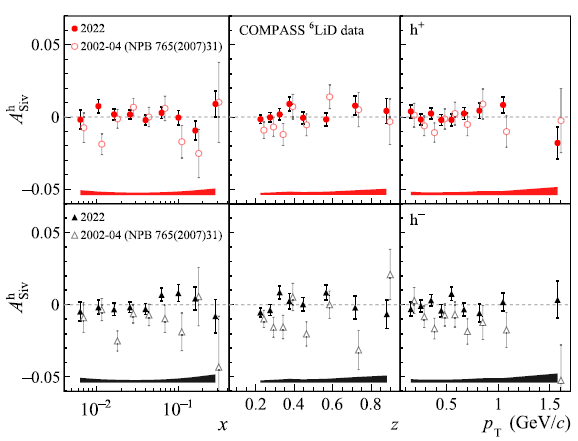 COMPASS ⁶LiD data
h⁺
2022
2002-04 (NPB 765(2007)31)
0.05
0
−0.05
A^h_Siv
h⁻
2022
2002-04 (NPB 765(2007)31)
0.05
0
−0.05
A^h_Siv
10⁻² 10⁻¹ 0.2 0.4 0.6 0.8 0.5 1 1.5
x z p_T (GeV/c)